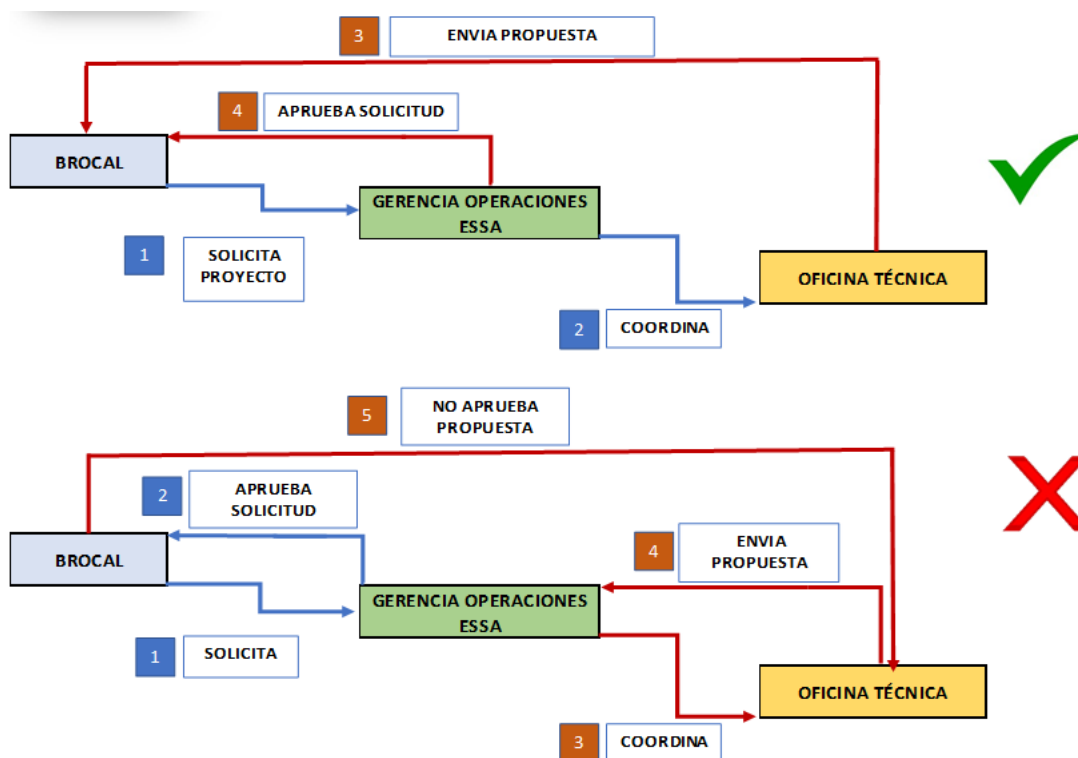 3
ENVIA PROPUESTA
4
APRUEBA SOLICITUD
BROCAL
GERENCIA OPERACIONES
ESSA
1
SOLICITA
PROYECTO
OFICINA TÉCNICA
2
COORDINA
5
NO APRUEBA
PROPUESTA
2
APRUEBA
SOLICITUD
4
ENVIA
PROPUESTA
BROCAL
GERENCIA OPERACIONES
ESSA
1
SOLICITA
OFICINA TÉCNICA
3
COORDINA